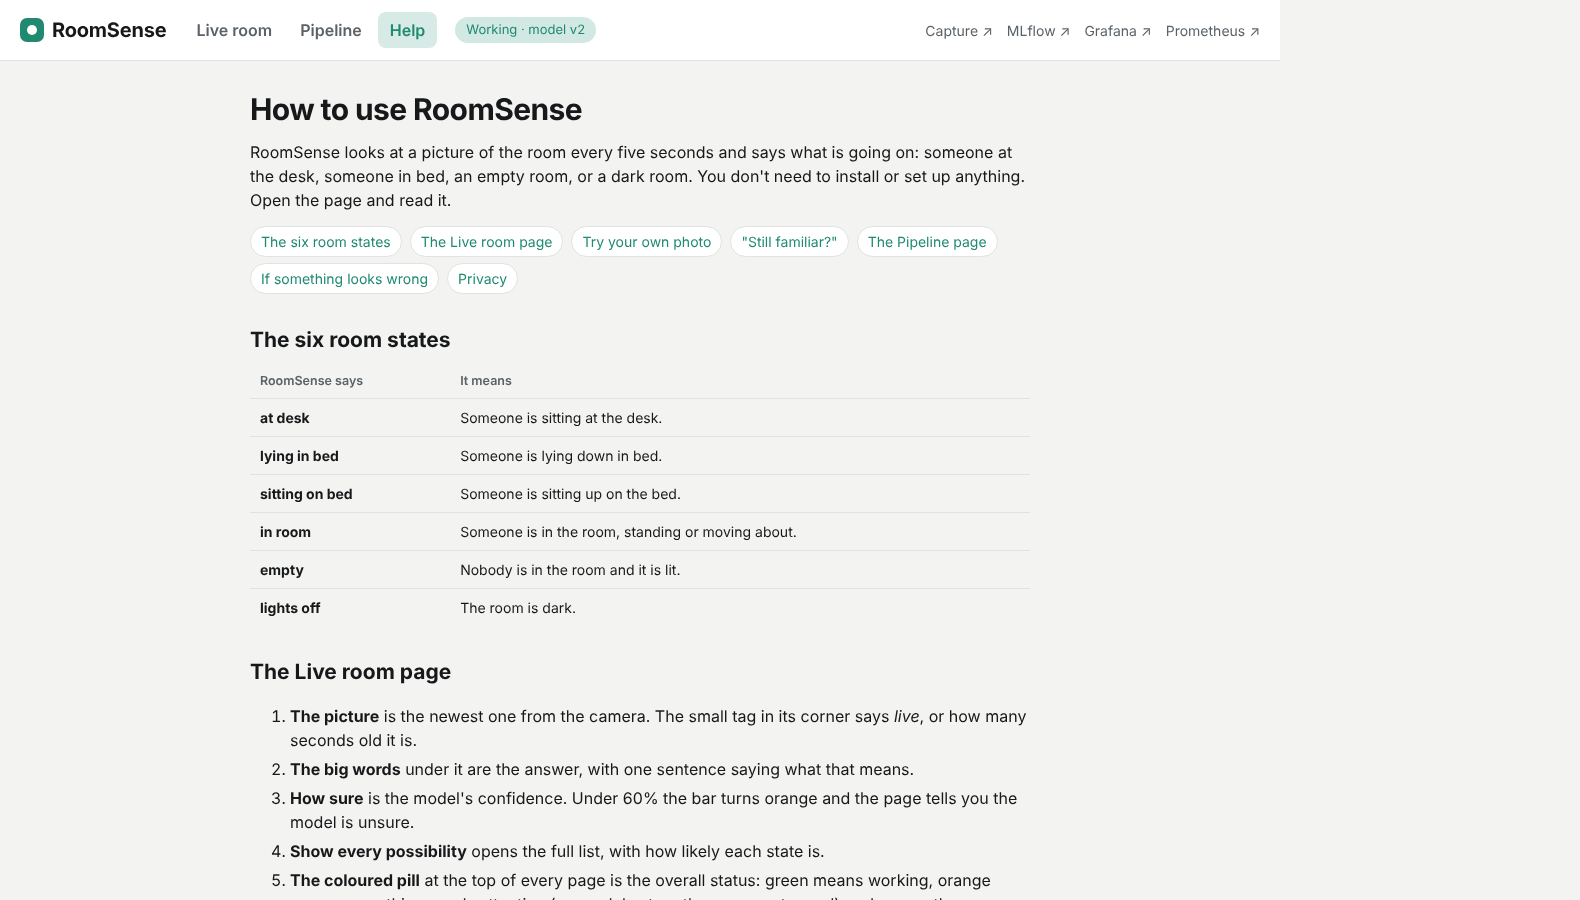 RoomSense
Live room
Pipeline
Help
Working · model v2
Capture ↗
MLflow ↗
Grafana ↗
Prometheus ↗
How to use RoomSense
RoomSense looks at a picture of the room every five seconds and says what is going on: someone at
the desk, someone in bed, an empty room, or a dark room. You don't need to install or set up anything.
Open the page and read it.
The six room states
The Live room page
Try your own photo
"Still familiar?"
The Pipeline page
If something looks wrong
Privacy
The six room states
RoomSense says It means
at desk Someone is sitting at the desk.
lying in bed Someone is lying down in bed.
sitting on bed Someone is sitting up on the bed.
in room Someone is in the room, standing or moving about.
empty Nobody is in the room and it is lit.
lights off The room is dark.
The Live room page
1. The picture is the newest one from the camera. The small tag in its corner says live, or how many
seconds old it is.
2. The big words under it are the answer, with one sentence saying what that means.
3. How sure is the model's confidence. Under 60% the bar turns orange and the page tells you the
model is unsure.
4. Show every possibility opens the full list, with how likely each state is.
5. The coloured pill at the top of every page is the overall status: green means working, orange